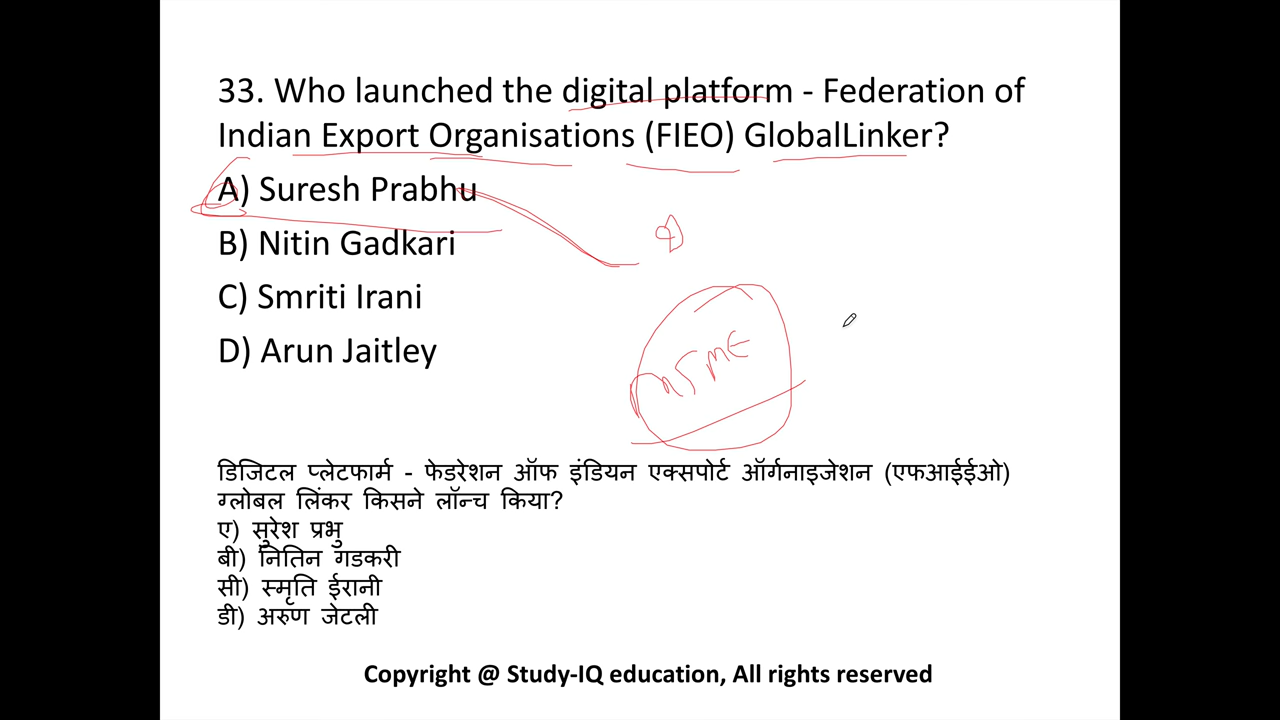 33. Who launched the digital platform - Federation of
Indian Export Organisations (FIEO) GlobalLinker?
A) Suresh Prabhu
B) Nitin Gadkari
C) Smriti Irani
D) Arun Jaitley
MSME
डिजिटल प्लेटफार्म - फेडरेशन ऑफ इंडियन एक्सपोर्ट ऑर्गनाइजेशन (एफआईईओ)
ग्लोबल लिंकर किसने लॉन्च किया?
ए) सुरेश प्रभु
बी) नितिन गडकरी
सी) स्मृति ईरानी
डी) अरुण जेटली
Copyright @ Study-IQ education, All rights reserved